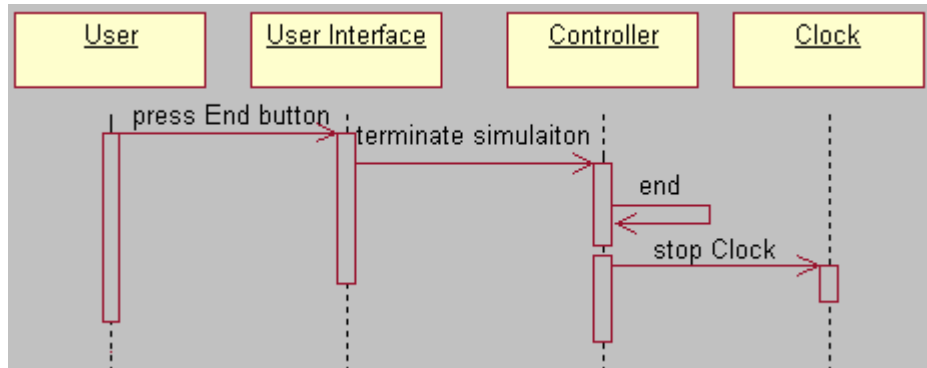 User
User Interface
Controller
Clock
press End button
terminate simulaiton
end
stop Clock